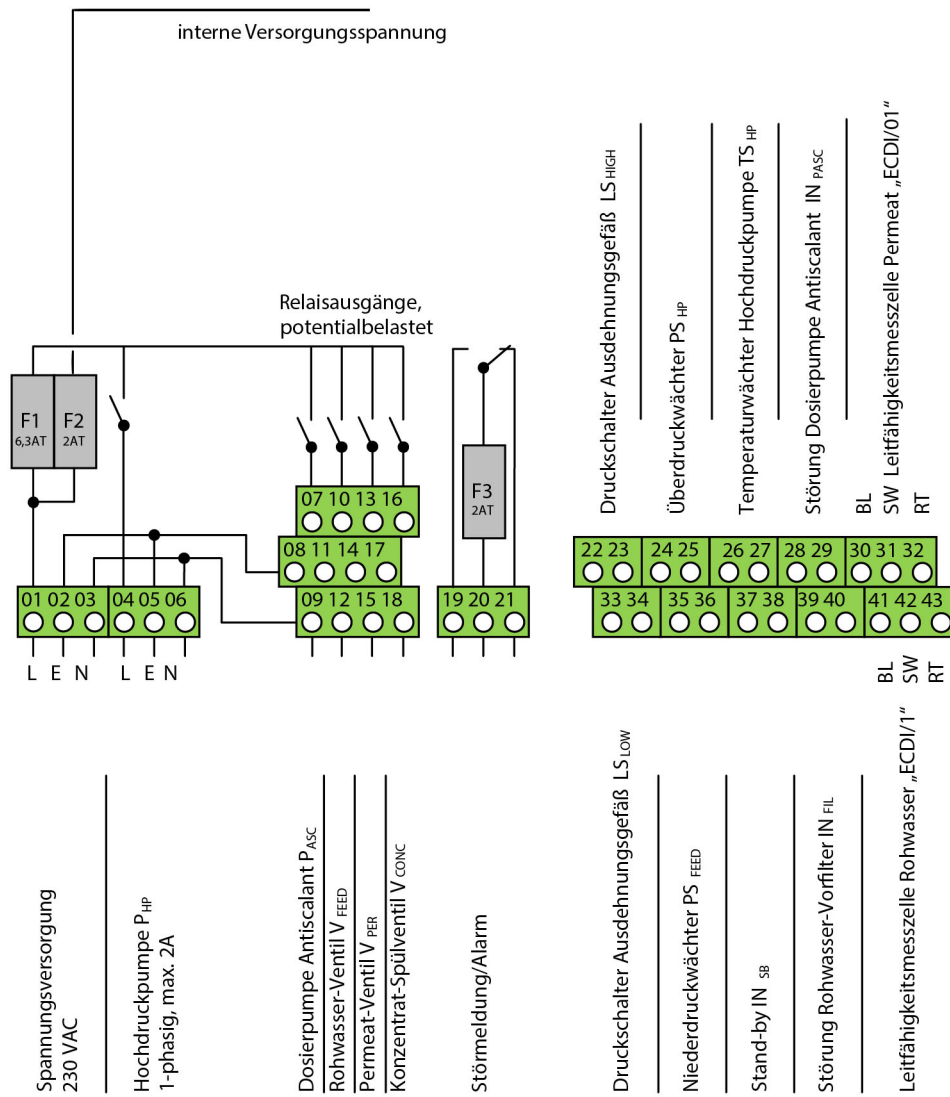 interne Versorgungsspannung
Relaisausgänge,
potentialbelastet
F1
6,3AT
F2
2AT
F3
2AT
07 10 13 16
08 11 14 17
01 02 03 04 05 06
09 12 15 18
19 20 21
L E N L E N
Druckschalter Ausdehnungsgefäß LS HIGH
Überdruckwächter PS HP
Temperaturwächter Hochdruckpumpe TS HP
Störung Dosierpumpe Antiscalant IN PASC
BL
SW Leitfähigkeitsmesszelle Permeat „ECDI/01“
RT
22 23 24 25 26 27 28 29 30 31 32
33 34 35 36 37 38 39 40 41 42 43
BL
SW
RT
Spannungsversorgung
230 VAC
Hochdruckpumpe P HP
1-phasig, max. 2A
Dosierpumpe Antiscalant P ASC
Rohwasser-Ventil V FEED
Permeat-Ventil V PER
Konzentrat-Spülventil V CONC
Störmeldung/Alarm
Druckschalter Ausdehnungsgefäß LS LOW
Niederdruckwächter PS FEED
Stand-by IN SB
Störung Rohwasser-Vorfilter IN FIL
Leitfähigkeitsmesszelle Rohwasser „ECDI/1“